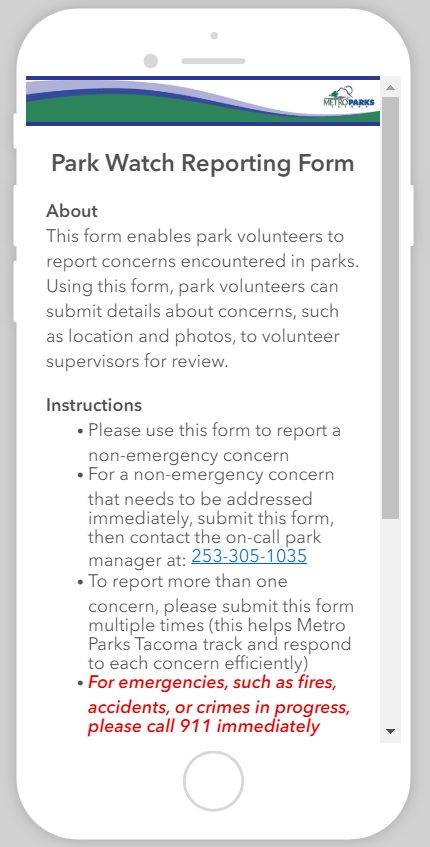 METROPARKS
TACOMA
Park Watch Reporting Form
About
This form enables park volunteers to
report concerns encountered in parks.
Using this form, park volunteers can
submit details about concerns, such
as location and photos, to volunteer
supervisors for review.
Instructions
• Please use this form to report a
non-emergency concern
• For a non-emergency concern
that needs to be addressed
immediately, submit this form,
then contact the on-call park
manager at: 253-305-1035
• To report more than one
concern, please submit this form
multiple times (this helps Metro
Parks Tacoma track and respond
to each concern efficiently)
• For emergencies, such as fires,
accidents, or crimes in progress,
please call 911 immediately